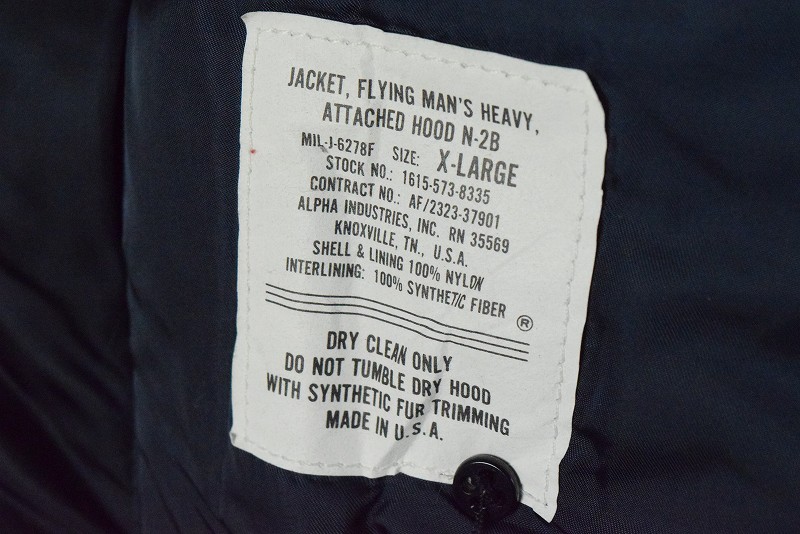 JACKET, FLYING MAN'S HEAVY,
ATTACHED HOOD N-2B
MIL-J-6278F SIZE: X-LARGE
STOCK NO.: 1615-573-8335
CONTRACT NO.: AF/2323-37901
ALPHA INDUSTRIES, INC. RN 35569
KNOXVILLE, TN., U.S.A.
SHELL & LINING 100% NYLON
INTERLINING: 100% SYNTHETIC FIBER
®
DRY CLEAN ONLY
DO NOT TUMBLE DRY HOOD
WITH SYNTHETIC FUR TRIMMING
MADE IN U.S.A.